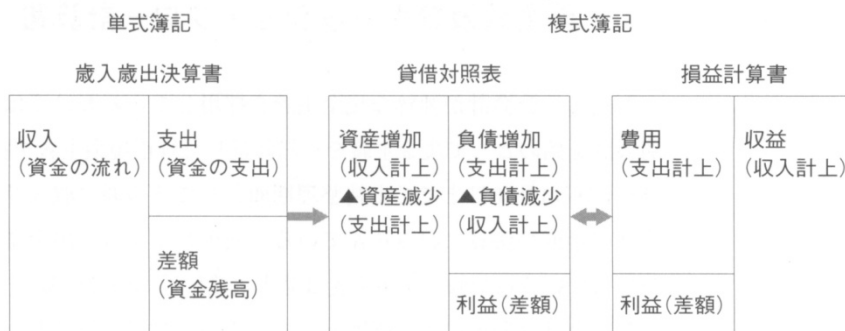 単式簿記
複式簿記
歳入歳出決算書
貸借対照表
損益計算書
収入
(資金の流れ)
支出
(資金の支出)
差額
(資金残高)
資産増加
(収入計上)
▲資産減少
(支出計上)
負債増加
(支出計上)
▲負債減少
(収入計上)
利益(差額)
費用
(支出計上)
利益(差額)
収益
(収入計上)